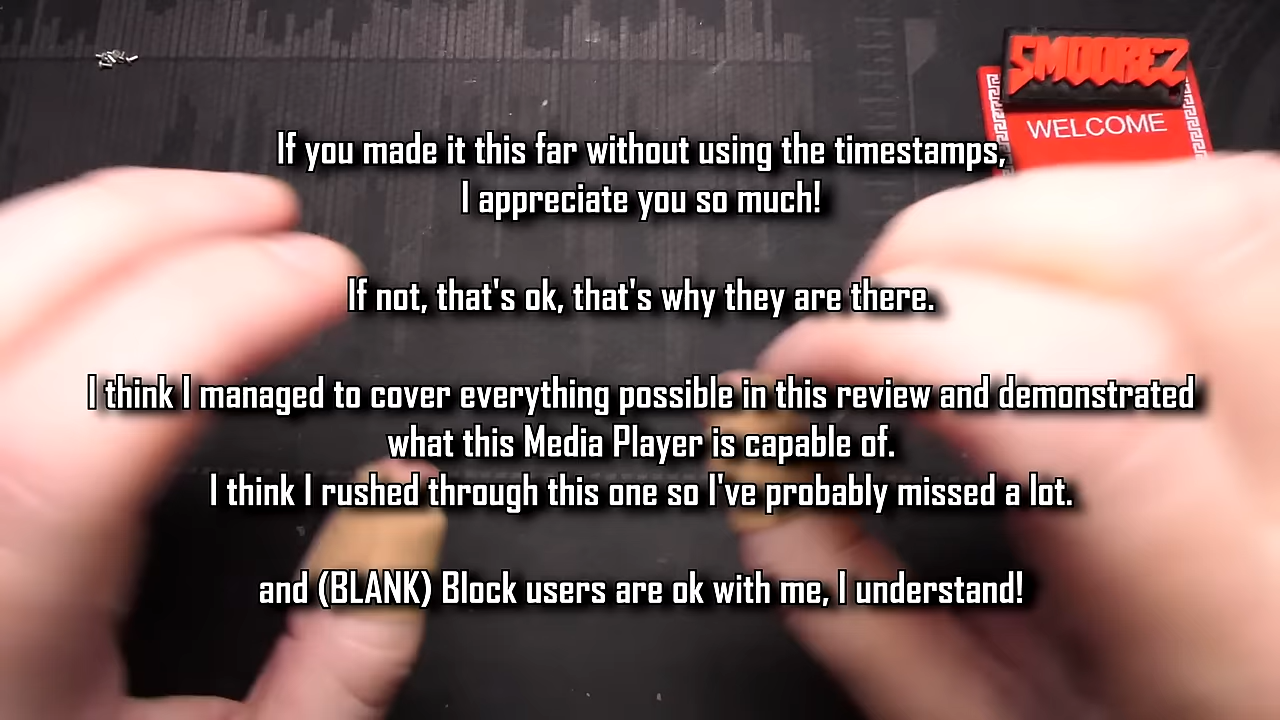 SMOOREZ
WELCOME
If you made it this far without using the timestamps,
I appreciate you so much!
If not, that's ok, that's why they are there.
I think I managed to cover everything possible in this review and demonstrated
what this Media Player is capable of.
I think I rushed through this one so I've probably missed a lot.
and (BLANK) Block users are ok with me, I understand!